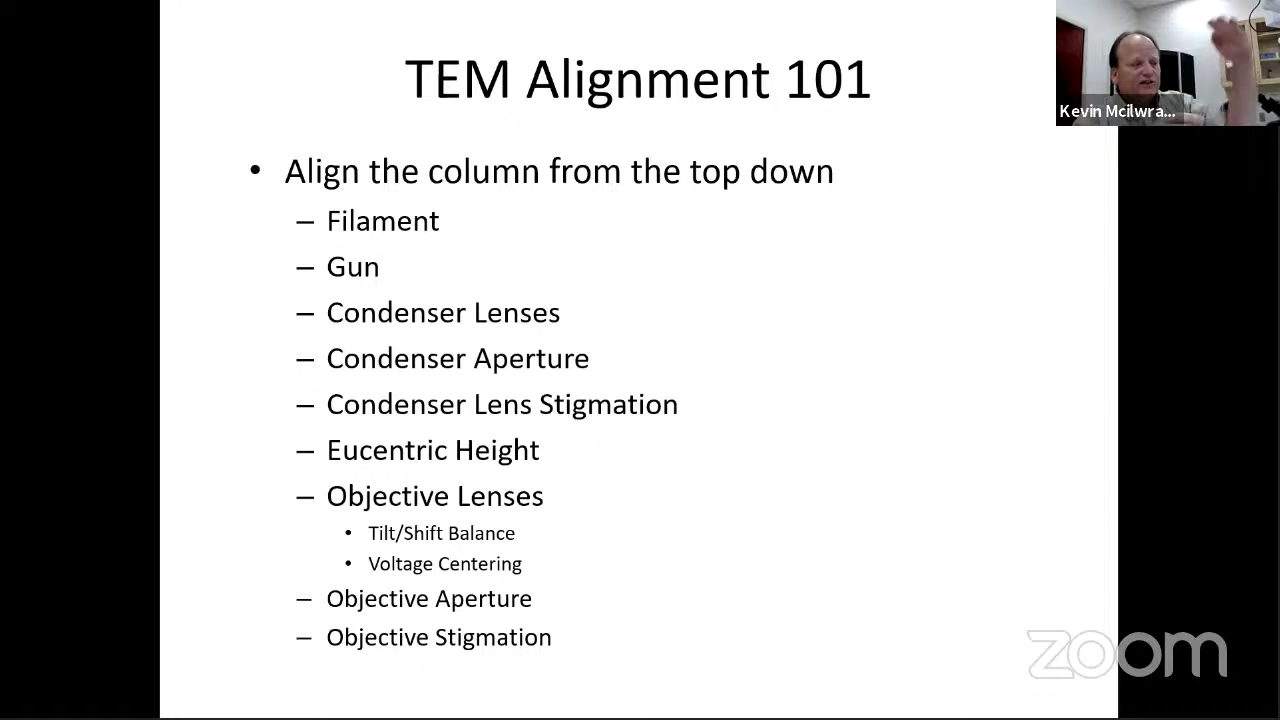 TEM Alignment 101
Kevin Mcilwra...
• Align the column from the top down
– Filament
– Gun
– Condenser Lenses
– Condenser Aperture
– Condenser Lens Stigmation
– Eucentric Height
– Objective Lenses
• Tilt/Shift Balance
• Voltage Centering
– Objective Aperture
– Objective Stigmation
zoom